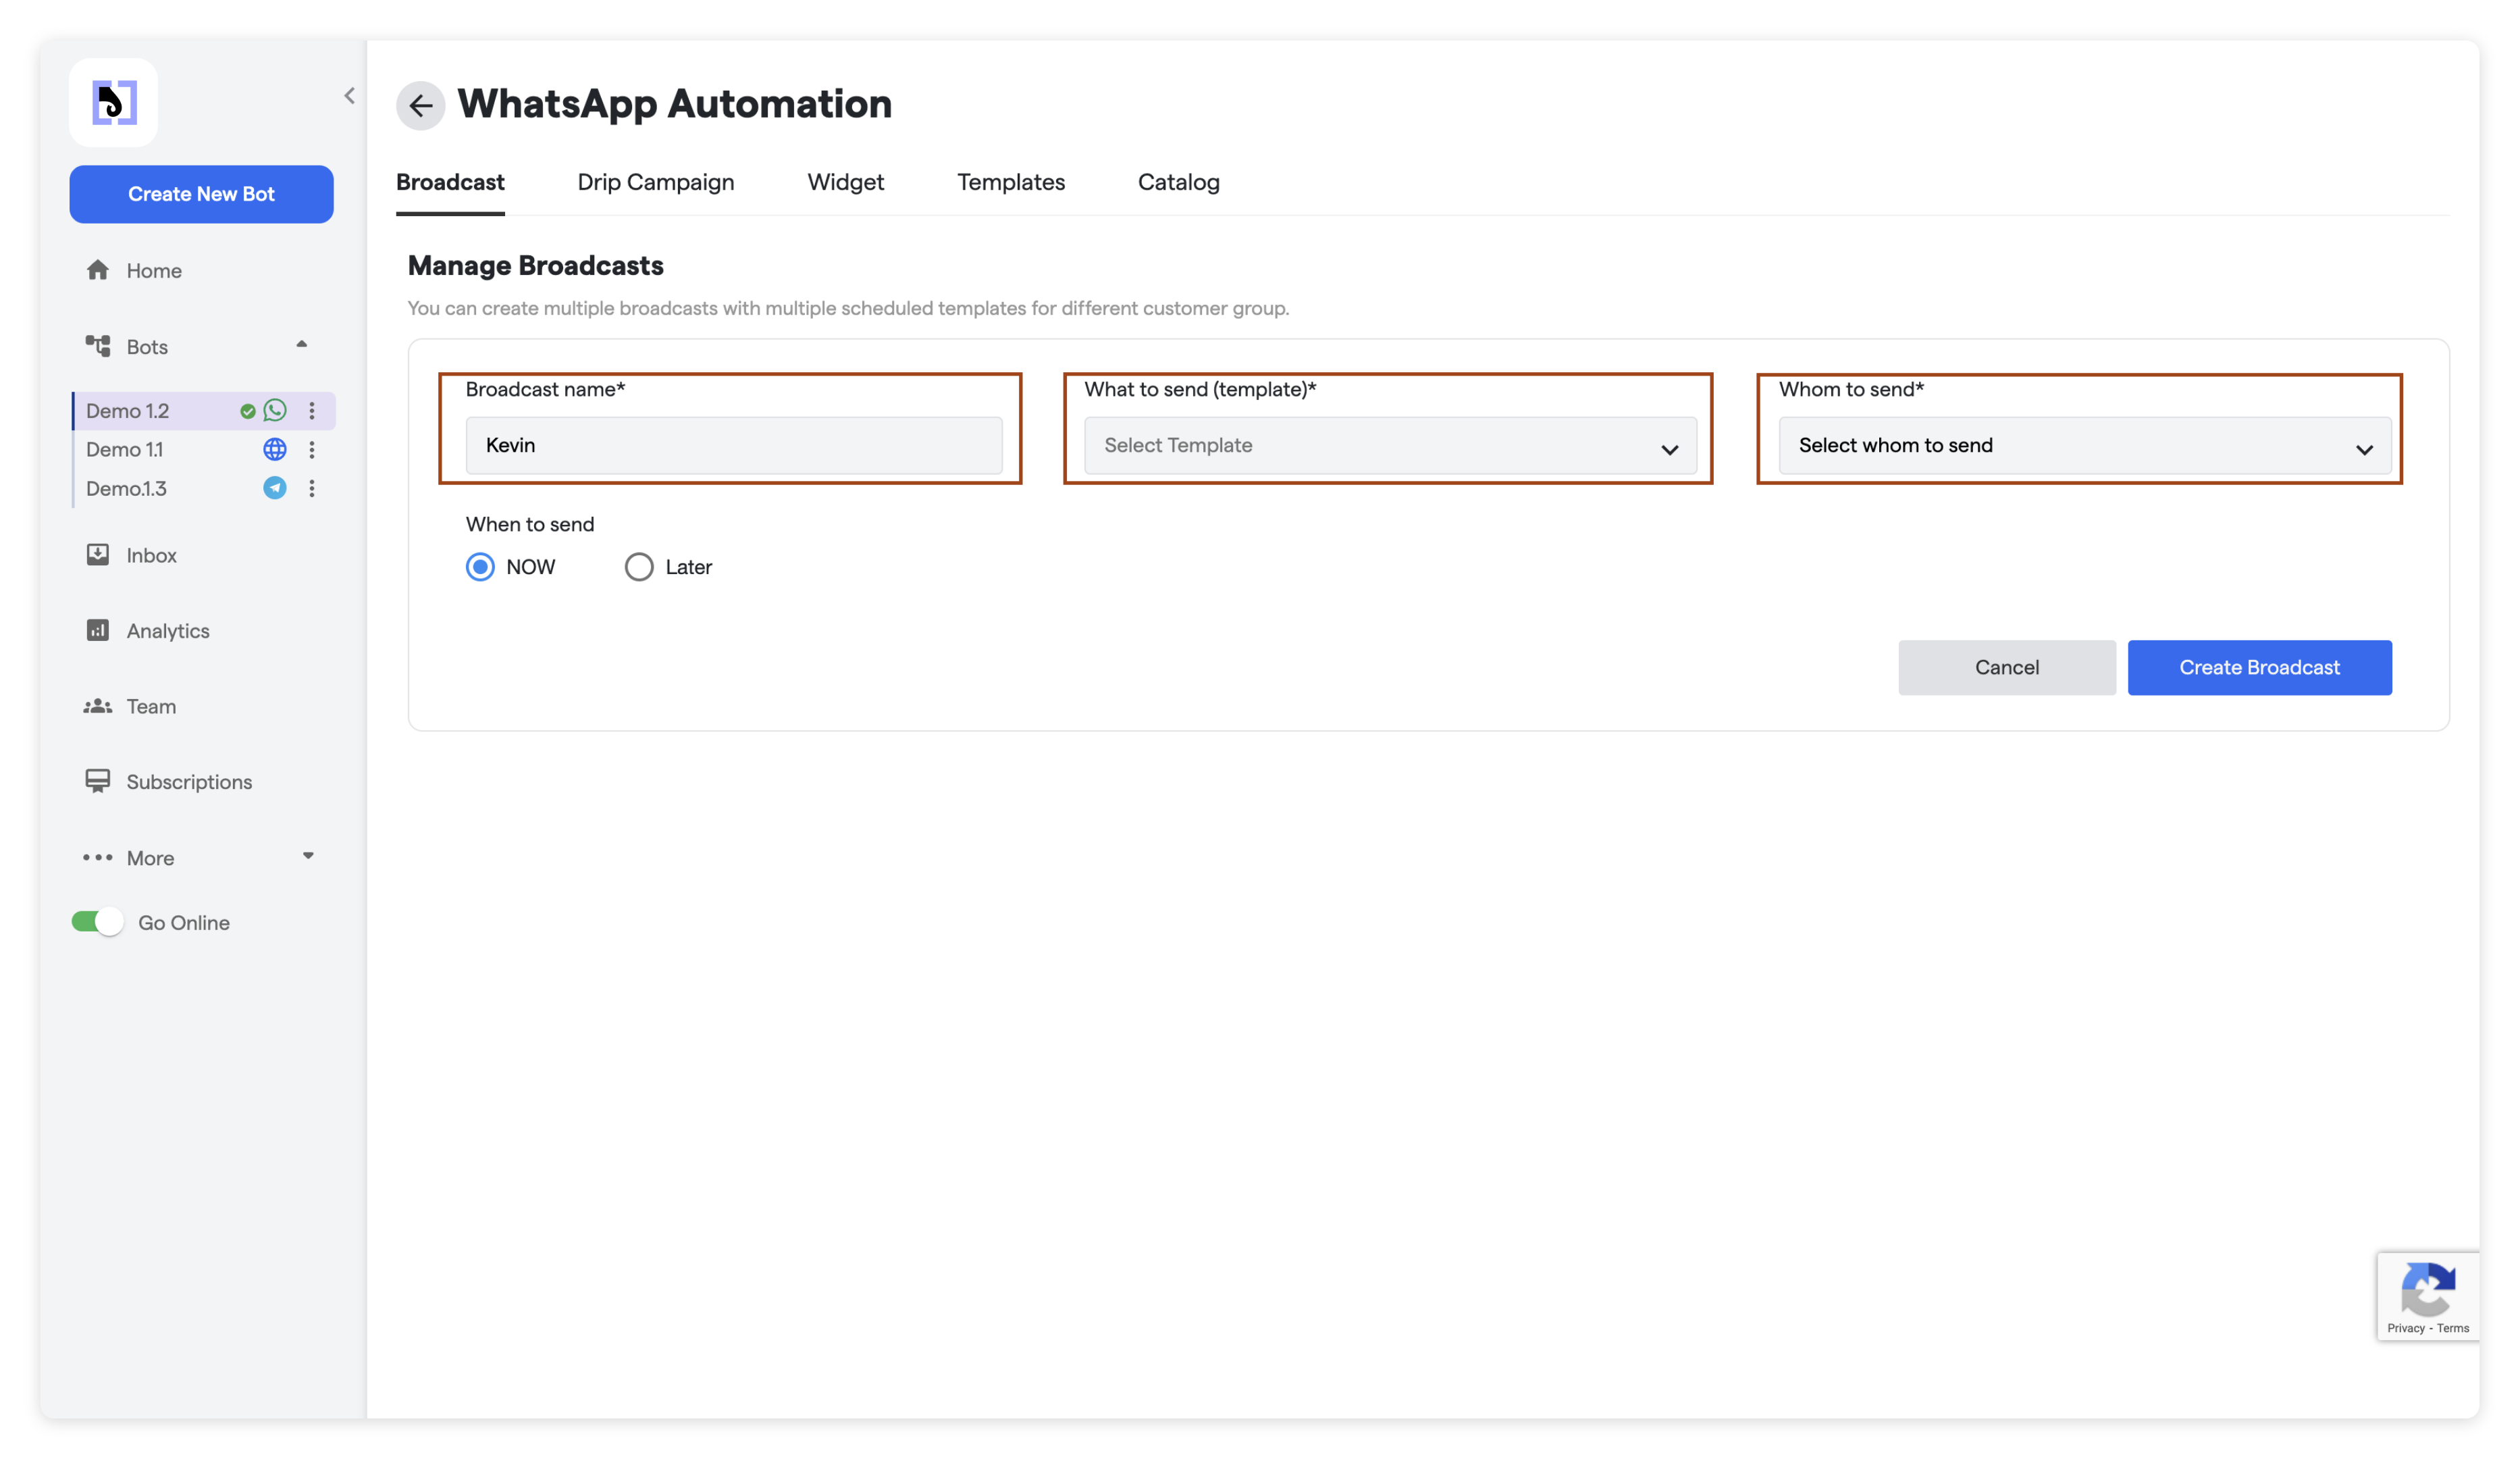 Create New Bot
Home
Bots
Demo 1.2
Demo 1.1
Demo.1.3
Inbox
Analytics
Team
Subscriptions
More
Go Online
WhatsApp Automation
Broadcast Drip Campaign Widget Templates Catalog
Manage Broadcasts
You can create multiple broadcasts with multiple scheduled templates for different customer group.
Broadcast name* What to send (template)* Whom to send*
Kevin Select Template Select whom to send
When to send
NOW Later
Cancel Create Broadcast
Privacy - Terms